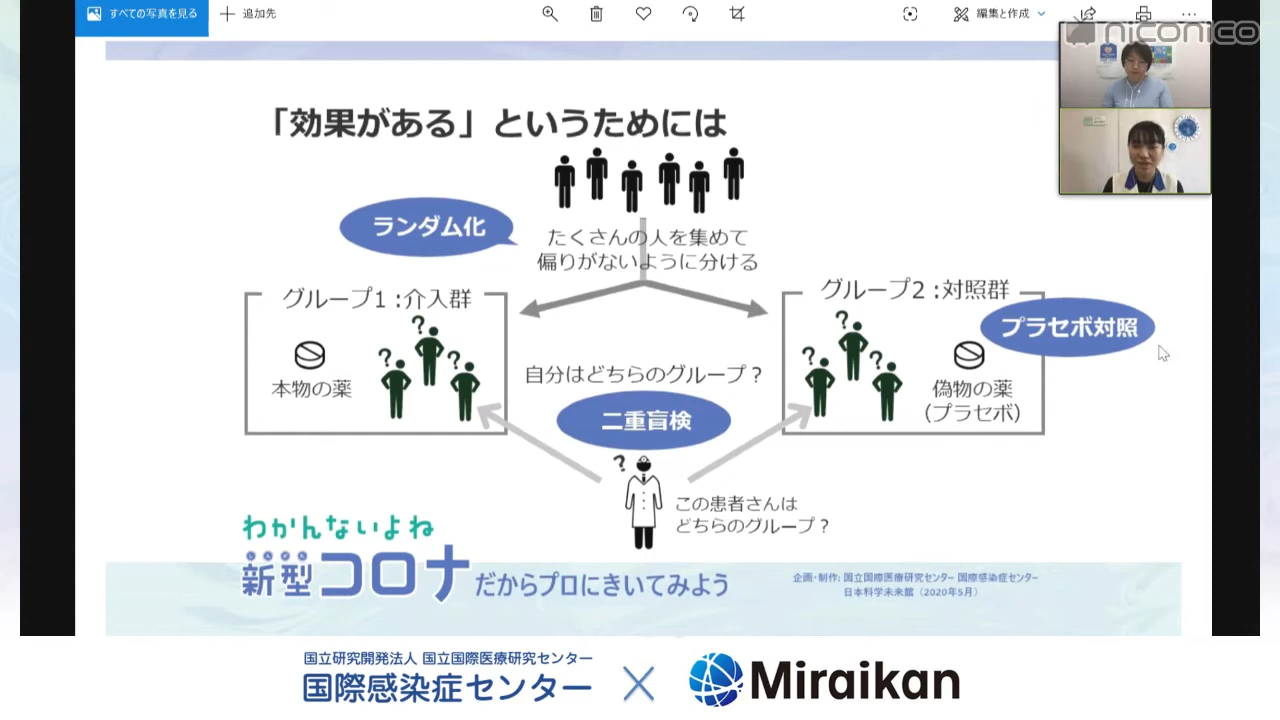 すべての写真を見る
追加先
編集と作成
niconico
「効果がある」というためには
ランダム化
たくさんの人を集めて
偏りがないように分ける
グループ1：介入群
グループ2：対照群
プラセボ対照
本物の薬
自分はどちらのグループ？
偽物の薬
（プラセボ）
二重盲検
この患者さんは
どちらのグループ？
わかんないよね
しんがた
新型コロナ だからプロにきいてみよう
企画・制作: 国立国際医療研究センター 国際感染症センター
日本科学未来館（2020年5月）
国立研究開発法人 国立国際医療研究センター
国際感染症センター × Miraikan